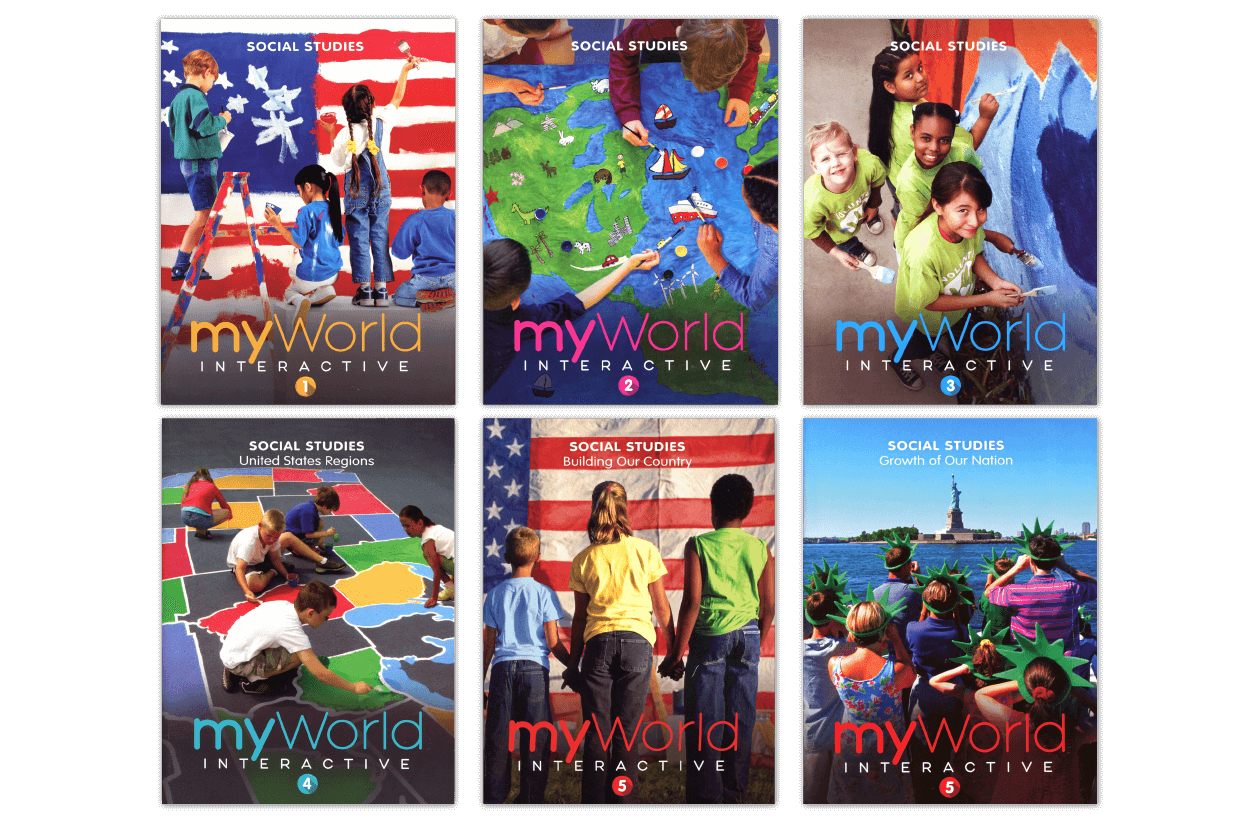 SOCIAL STUDIES
myWorld
INTERACTIVE
1
SOCIAL STUDIES
myWorld
INTERACTIVE
2
SOCIAL STUDIES
myWorld
INTERACTIVE
3
SOCIAL STUDIES
United States Regions
myWorld
INTERACTIVE
4
SOCIAL STUDIES
Building Our Country
myWorld
INTERACTIVE
5
SOCIAL STUDIES
Growth of Our Nation
myWorld
INTERACTIVE
5